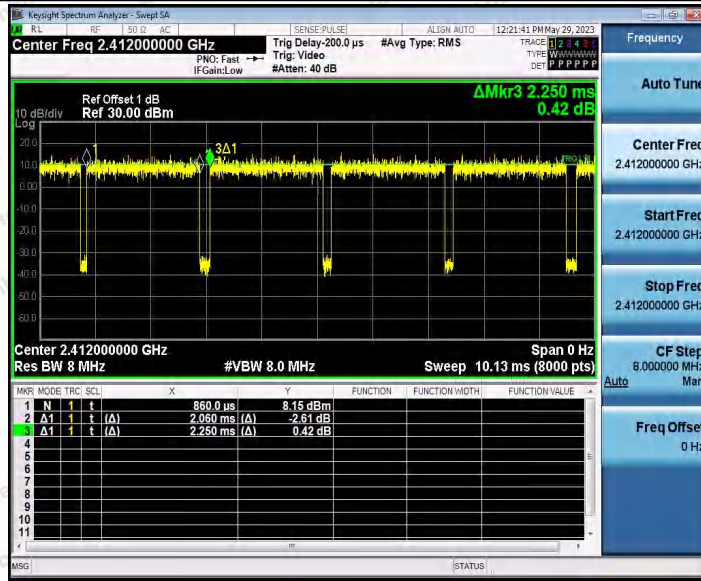 Keysight Spectrum Analyzer - Swept SA
RL RF 50 Ω AC SENSE:PULSE ALIGN AUTO 12:21:41 PM May 29, 2023
Center Freq 2.412000000 GHz
Trig Delay-200.0 µs #Avg Type: RMS
PNO: Fast Trig: Video
IFGain:Low #Atten: 40 dB
TRACE 1 2 3 4 5 6
TYPE WWWWWW
DET P P P P P P
ΔMkr3 2.250 ms
0.42 dB
Ref Offset 1 dB
10 dB/div Ref 30.00 dBm
Log
20.0
10.0
0.00
-10.0
-20.0
-30.0
-40.0
-50.0
-60.0
1
3Δ1
Center 2.412000000 GHz Span 0 Hz
Res BW 8 MHz #VBW 8.0 MHz Sweep 10.13 ms (8000 pts)
MKR MODE TRC SCL X Y FUNCTION FUNCTION WIDTH FUNCTION VALUE
1 N 1 t 860.0 µs 8.15 dBm
2 Δ1 1 t (Δ) 2.060 ms (Δ) -2.61 dB
3 Δ1 1 t (Δ) 2.250 ms (Δ) 0.42 dB
4
5
6
7
8
9
10
11
MSG STATUS
Frequency
Auto Tune
Center Freq
2.412000000 GHz
Start Freq
2.412000000 GHz
Stop Freq
2.412000000 GHz
CF Step
8.000000 MHz
Auto Man
Freq Offset
0 Hz